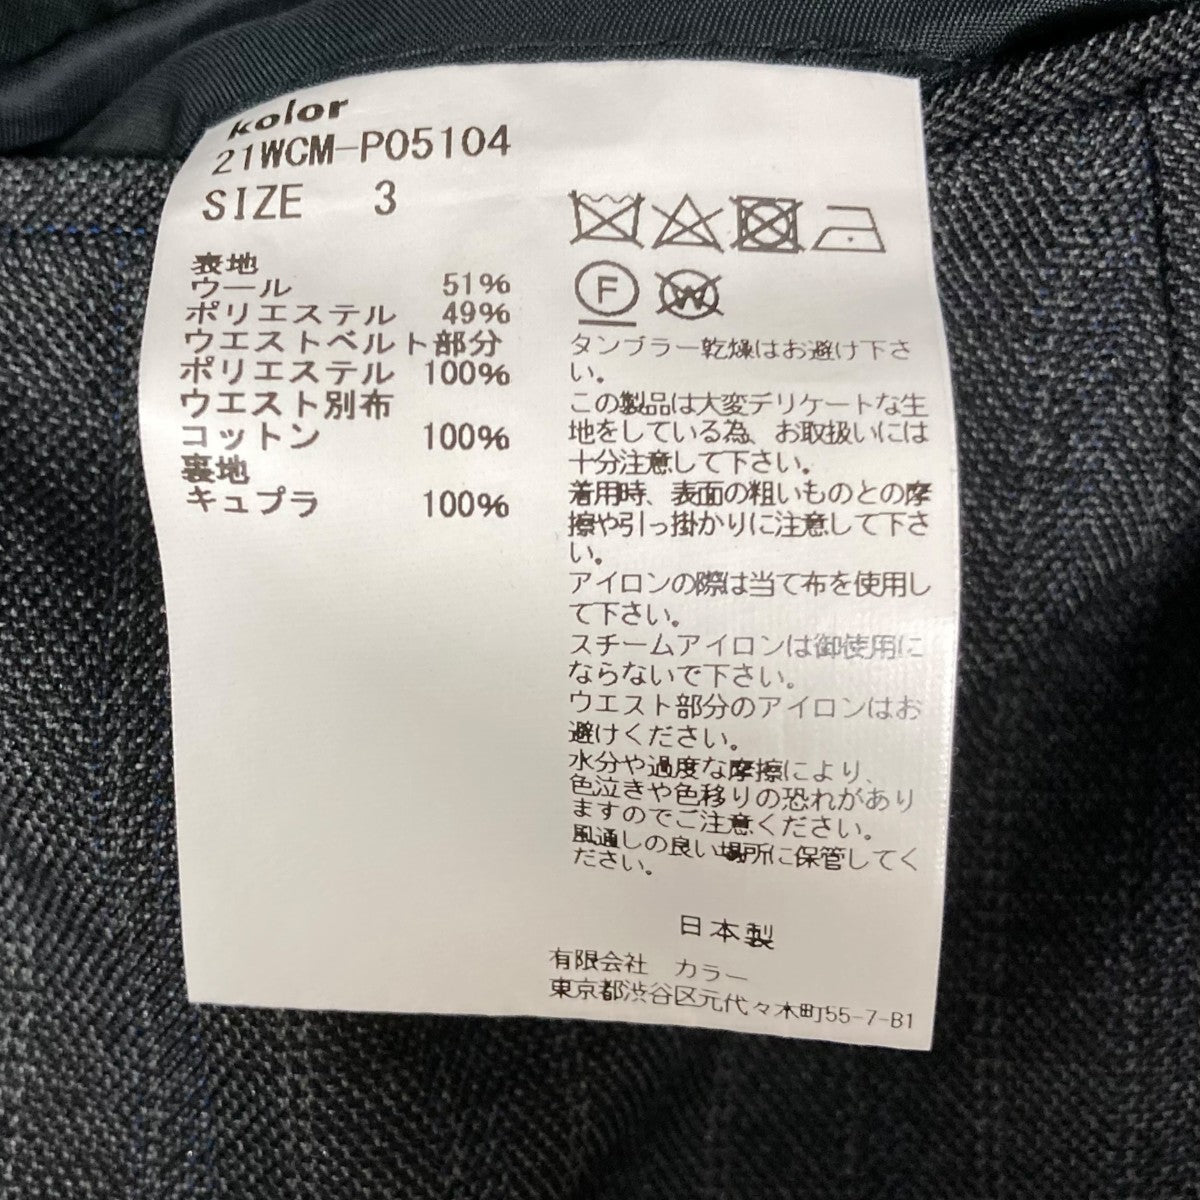 kolor
21WCM-P05104
SIZE 3
表地
ウール 51%
ポリエステル 49%
ウエストベルト部分
ポリエステル 100%
ウエスト別布
コットン 100%
裏地
キュプラ 100%
F
W
タンブラー乾燥はお避け下さ
い。
この製品は大変デリケートな生
地をしている為、お取扱いには
十分注意して下さい。
着用時、表面の粗いものとの摩
擦や引っ掛かりに注意して下さ
い。
アイロンの際は当て布を使用し
て下さい。
スチームアイロンは御使用に
ならないで下さい。
ウエスト部分のアイロンはお
避けください。
水分や過度な摩擦により、
色泣きや色移りの恐れがあり
ますのでご注意ください。
風通しの良い場所に保管してく
ださい。
日本製
有限会社 カラー
東京都渋谷区元代々木町55-7-B1